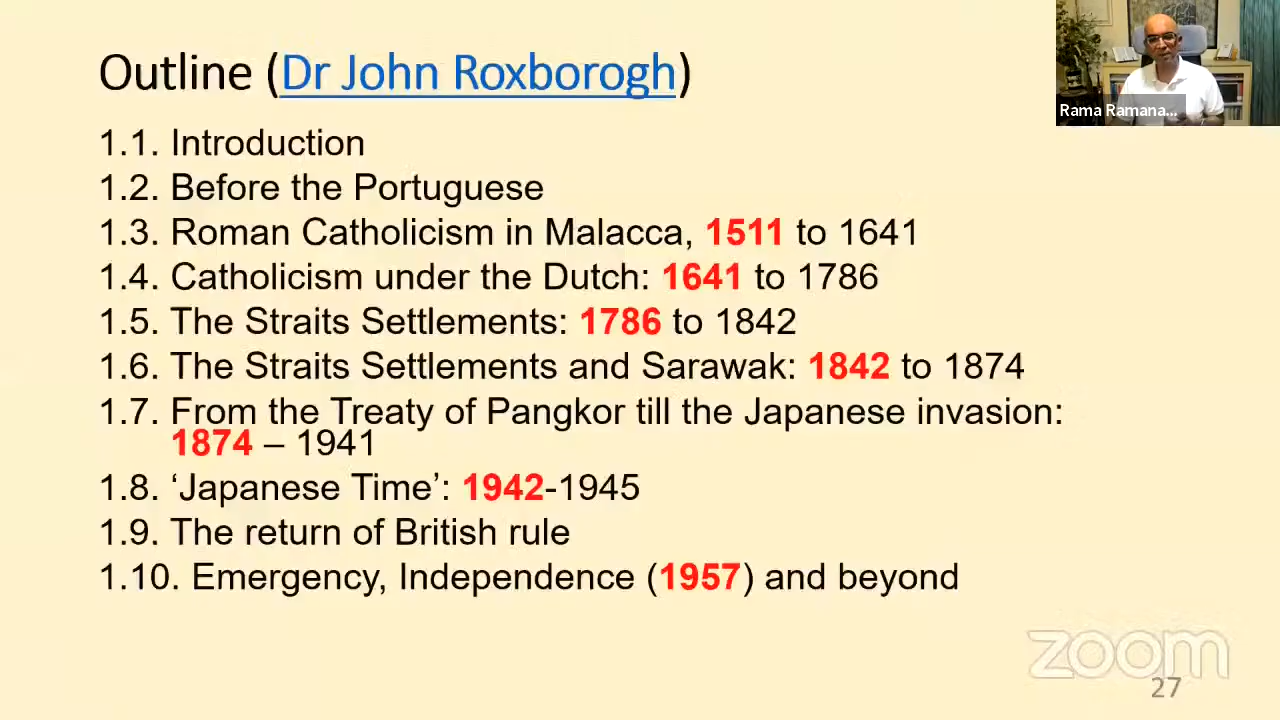 Outline (Dr John Roxborogh)
Rama Ramana...
1.1. Introduction
1.2. Before the Portuguese
1.3. Roman Catholicism in Malacca, 1511 to 1641
1.4. Catholicism under the Dutch: 1641 to 1786
1.5. The Straits Settlements: 1786 to 1842
1.6. The Straits Settlements and Sarawak: 1842 to 1874
1.7. From the Treaty of Pangkor till the Japanese invasion:
1874 – 1941
1.8. ‘Japanese Time’: 1942-1945
1.9. The return of British rule
1.10. Emergency, Independence (1957) and beyond
zoom
27